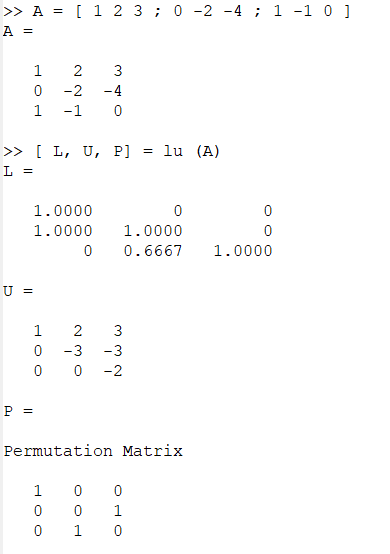 >> A = [ 1 2 3 ; 0 -2 -4 ; 1 -1 0 ]
A =
1 2 3
0 -2 -4
1 -1 0
>> [ L, U, P] = lu (A)
L =
1.0000 0 0
1.0000 1.0000 0
0 0.6667 1.0000
U =
1 2 3
0 -3 -3
0 0 -2
P =
Permutation Matrix
1 0 0
0 0 1
0 1 0